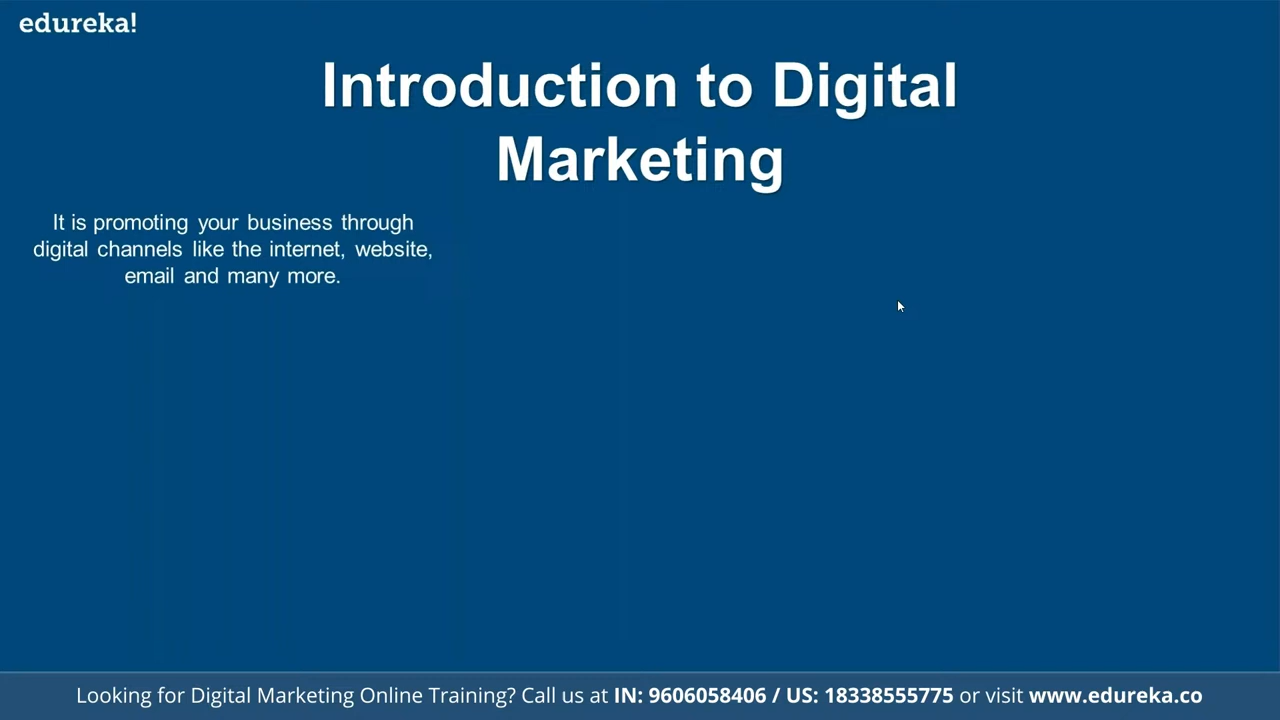 edureka!
Introduction to Digital
Marketing
It is promoting your business through
digital channels like the internet, website,
email and many more.
Looking for Digital Marketing Online Training? Call us at IN: 9606058406 / US: 18338555775 or visit www.edureka.co